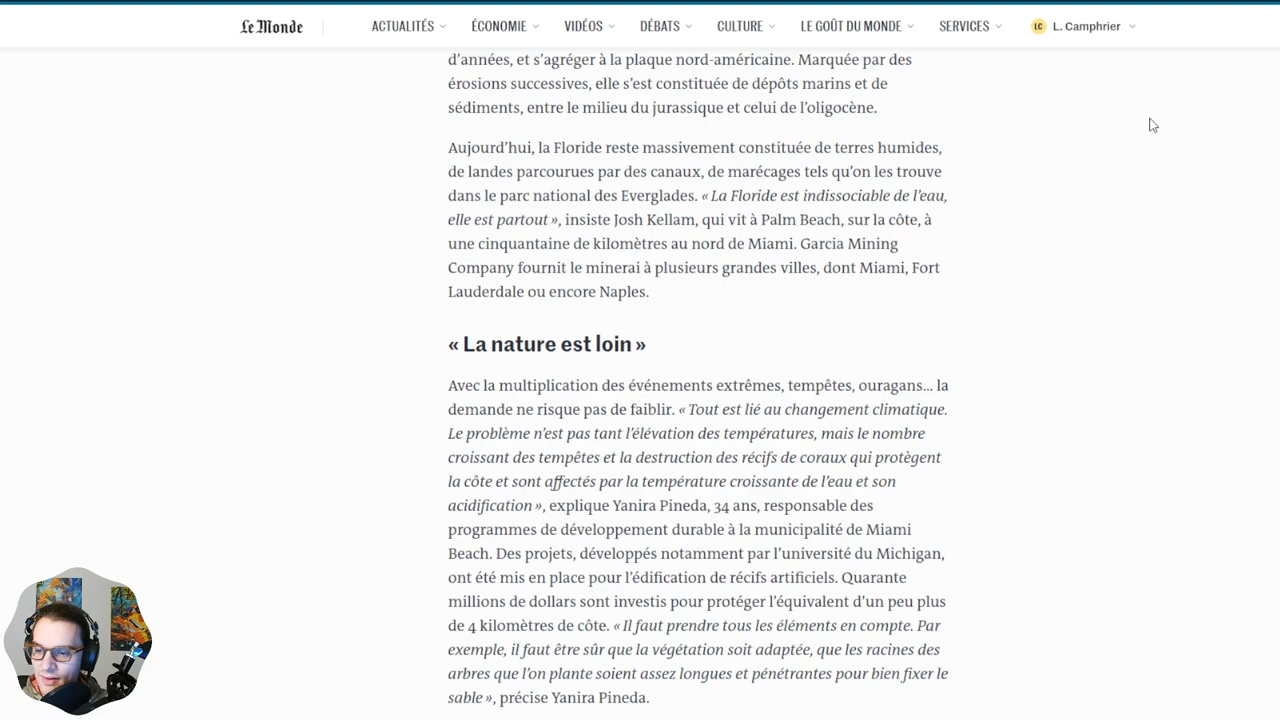 Le Monde
ACTUALITÉS
ÉCONOMIE
VIDÉOS
DÉBATS
CULTURE
LE GOÛT DU MONDE
SERVICES
LC
L. Camphrier
d’années, et s’agréger à la plaque nord-américaine. Marquée par des
érosions successives, elle s’est constituée de dépôts marins et de
sédiments, entre le milieu du jurassique et celui de l’oligocène.
Aujourd’hui, la Floride reste massivement constituée de terres humides,
de landes parcourues par des canaux, de marécages tels qu’on les trouve
dans le parc national des Everglades. « La Floride est indissociable de l’eau,
elle est partout », insiste Josh Kellam, qui vit à Palm Beach, sur la côte, à
une cinquantaine de kilomètres au nord de Miami. Garcia Mining
Company fournit le minerai à plusieurs grandes villes, dont Miami, Fort
Lauderdale ou encore Naples.
« La nature est loin »
Avec la multiplication des événements extrêmes, tempêtes, ouragans… la
demande ne risque pas de faiblir. « Tout est lié au changement climatique.
Le problème n’est pas tant l’élévation des températures, mais le nombre
croissant des tempêtes et la destruction des récifs de coraux qui protègent
la côte et sont affectés par la température croissante de l’eau et son
acidification », explique Yanira Pineda, 34 ans, responsable des
programmes de développement durable à la municipalité de Miami
Beach. Des projets, développés notamment par l’université du Michigan,
ont été mis en place pour l’édification de récifs artificiels. Quarante
millions de dollars sont investis pour protéger l’équivalent d’un peu plus
de 4 kilomètres de côte. « Il faut prendre tous les éléments en compte. Par
exemple, il faut être sûr que la végétation soit adaptée, que les racines des
arbres que l’on plante soient assez longues et pénétrantes pour bien fixer le
sable », précise Yanira Pineda.